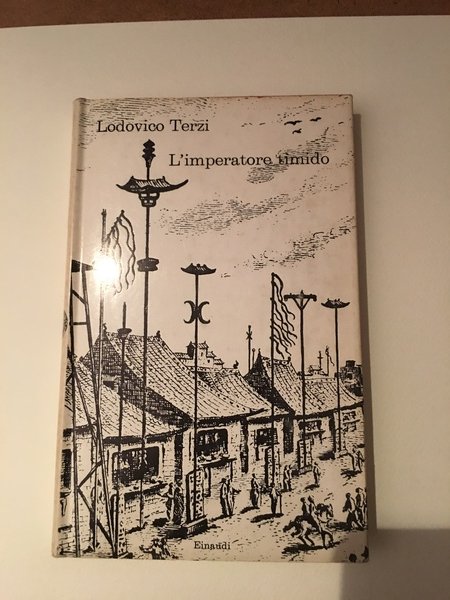 Lodovico Terzi
L'imperatore timido
Einaudi